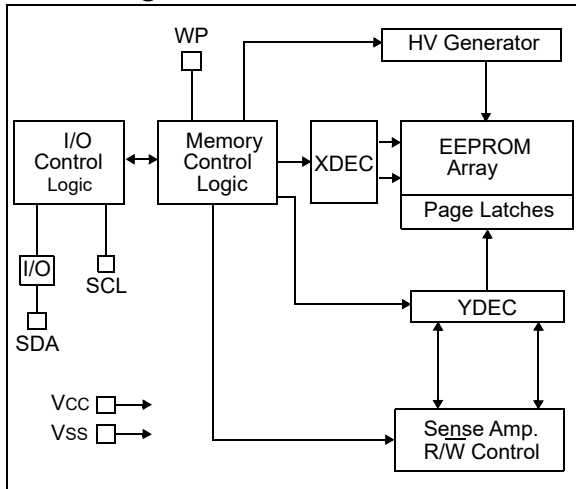 WP
HV Generator
I/O
Control
Logic
Memory
Control
Logic
XDEC
EEPROM
Array
Page Latches
I/O
SCL
SDA
YDEC
VCC
VSS
Sense Amp.
R/W̅ Control